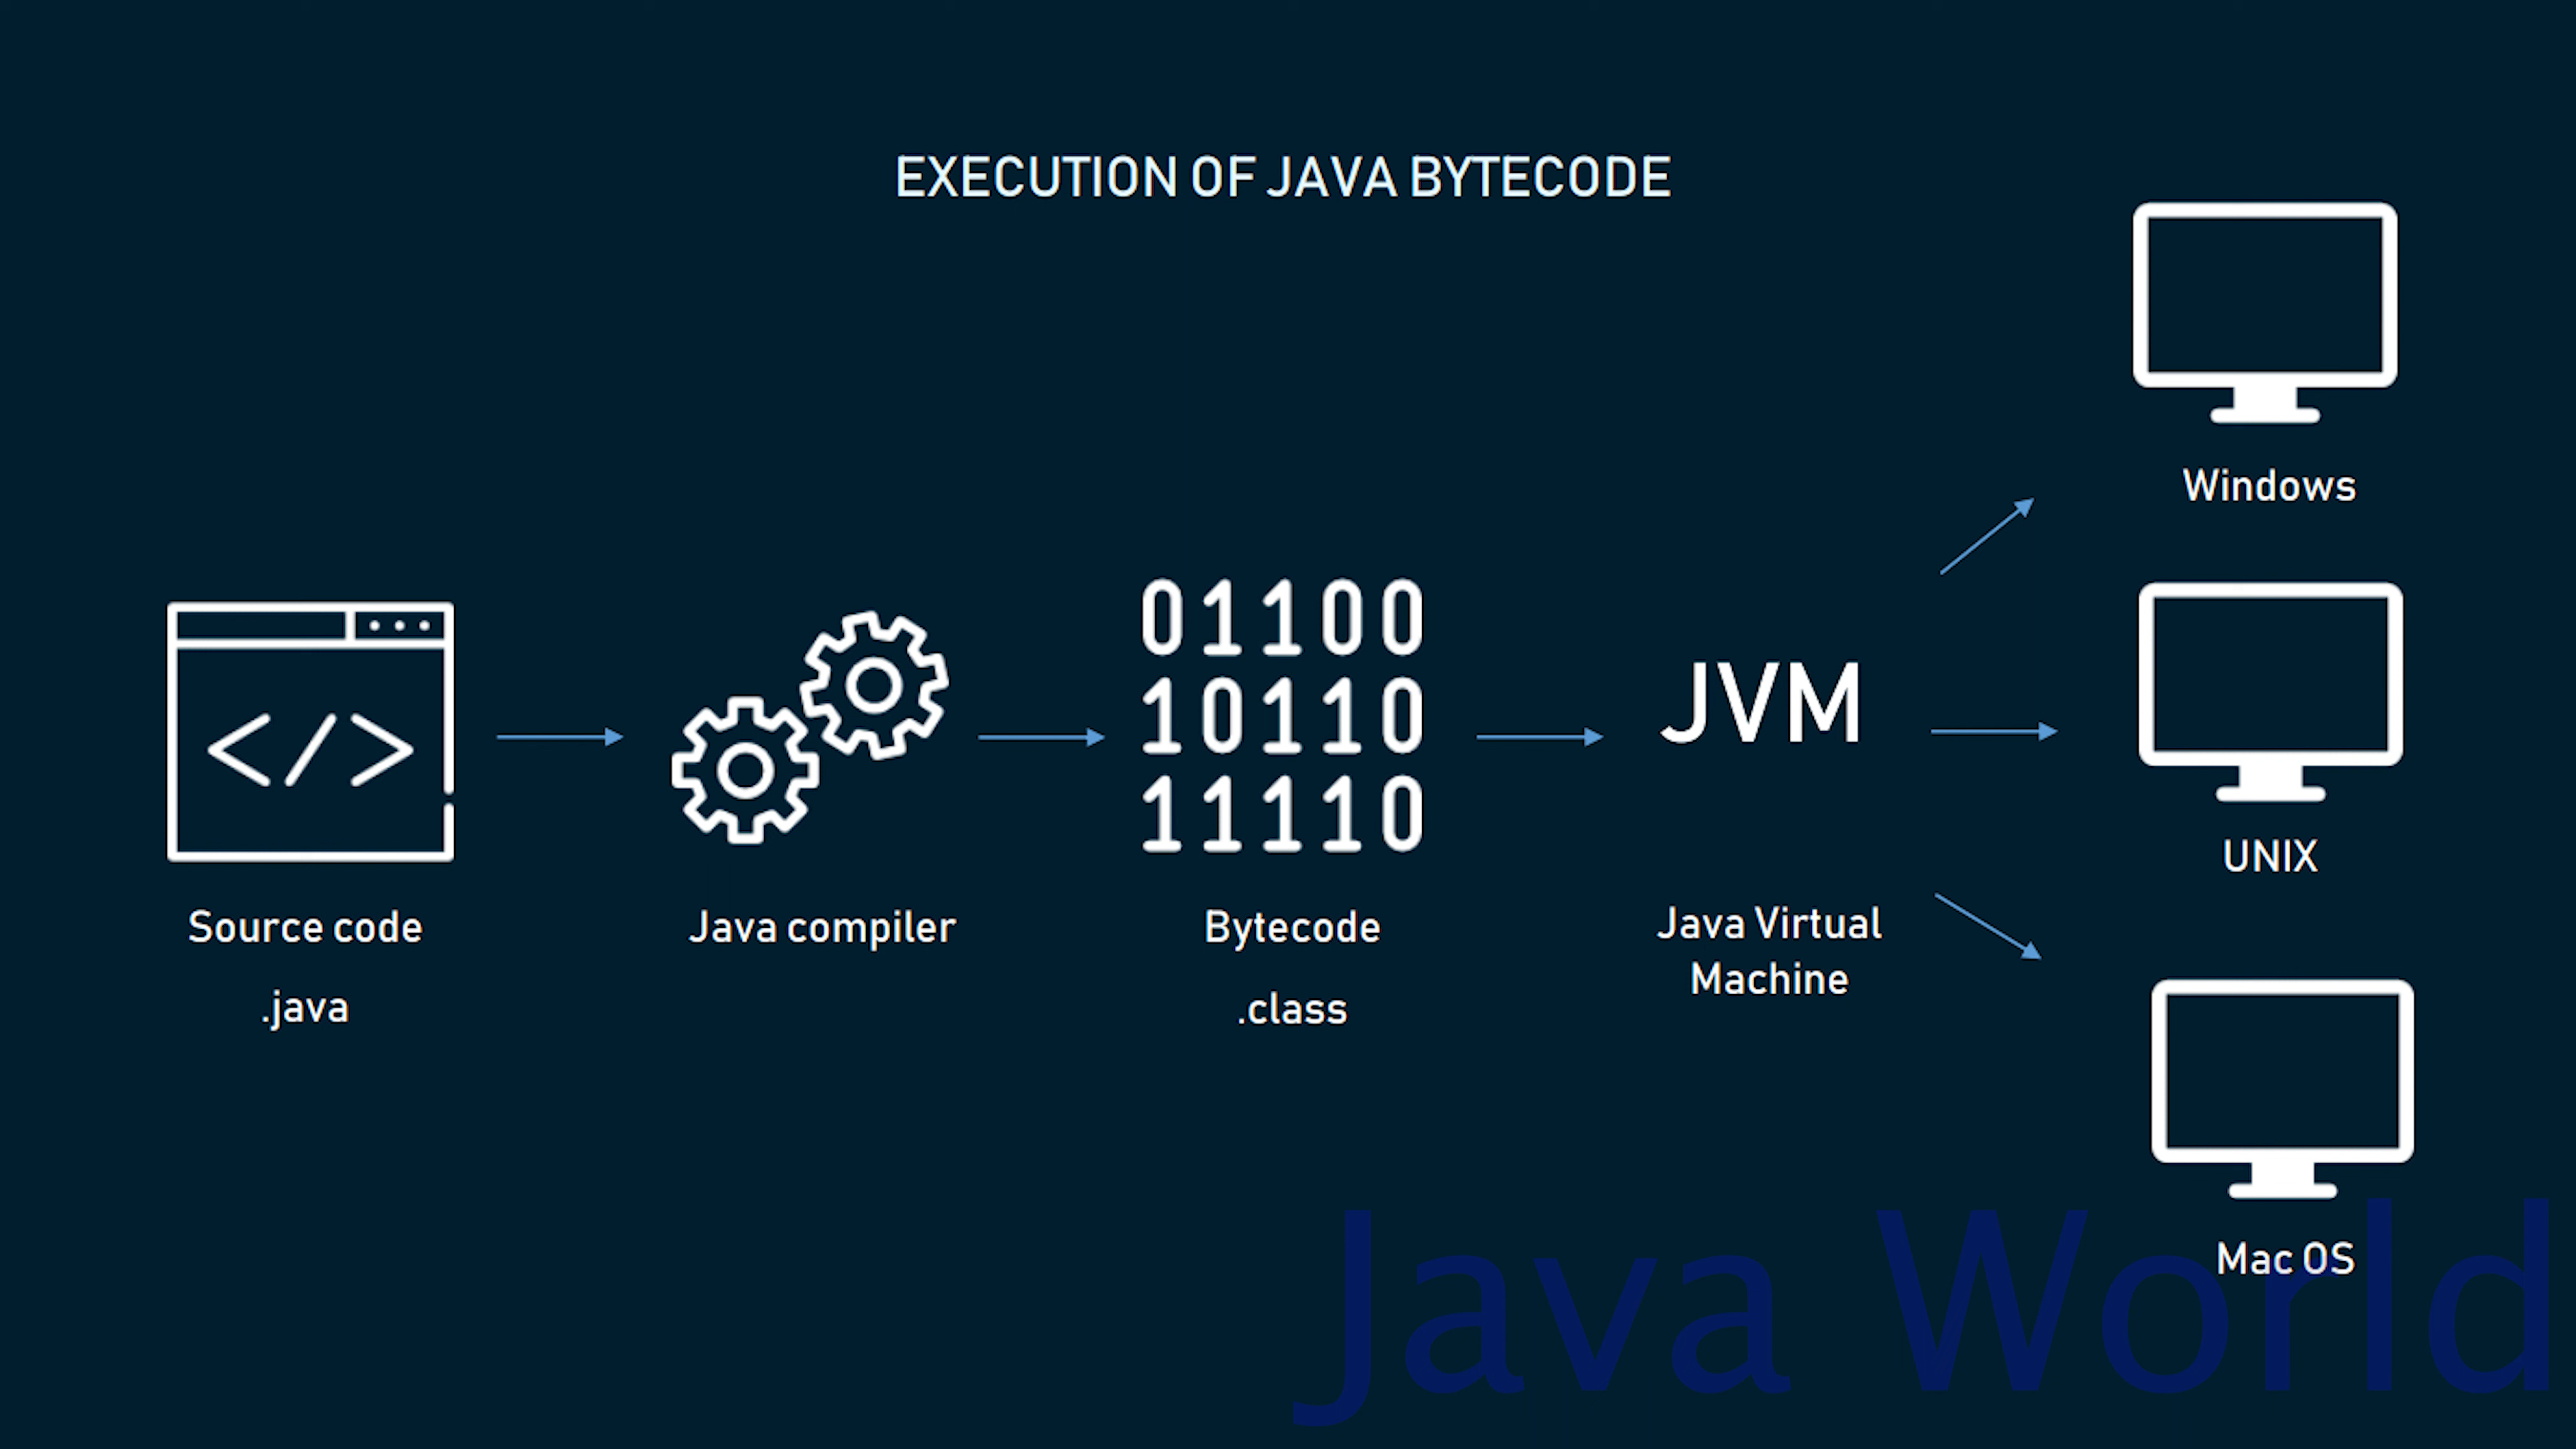 EXECUTION OF JAVA BYTECODE
Windows
</>
01100
10110
11110
JVM
UNIX
Source code
.java
Java compiler
Bytecode
.class
Java Virtual
Machine
Mac OS
Java World